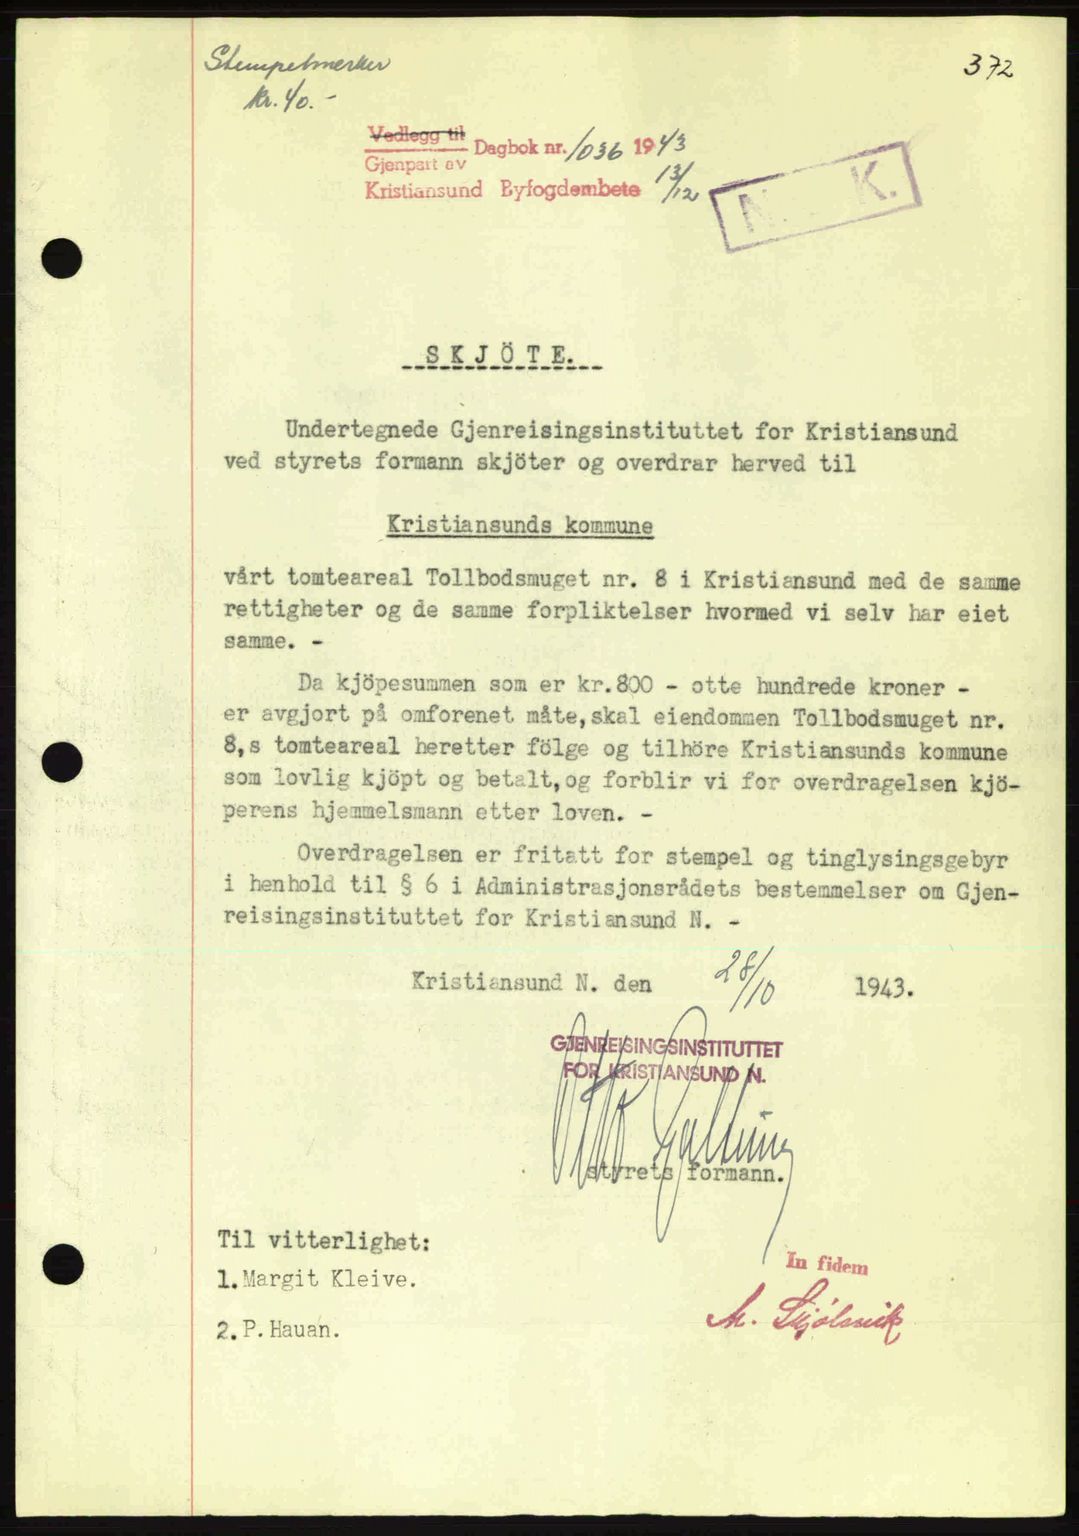 Stempelmerker
372
kr. 40.-
Vedlegg til
Dagbok nr. 1036 1943
Gjenpart av
Kristiansund Byfogdembete 13/12
N. K.
SKJÖTE.
Undertegnede Gjenreisingsinstituttet for Kristiansund
ved styrets formann skjöter og overdrar herved til
Kristiansunds kommune
vårt tomteareal Tollbodsmuget nr. 8 i Kristiansund med de samme
rettigheter og de samme forpliktelser hvormed vi selv har eiet
samme. -
Da kjöpesummen som er kr.800 - otte hundrede kroner -
er avgjort på omforenet måte,skal eiendommen Tollbodsmuget nr.
8,s tomteareal heretter fölge og tilhöre Kristiansunds kommune
som lovlig kjöpt og betalt,og forblir vi for overdragelsen kjö-
perens hjemmelsmann etter loven. -
Overdragelsen er fritatt for stempel og tinglysingsgebyr
i henhold til § 6 i Administrasjonsrådets bestemmelser om Gjen-
reisingsinstituttet for Kristiansund N. -
Kristiansund N. den 28/10 1943.
GJENREISINGSINSTITUTTET
FOR KRISTIANSUND N.
Otto Galtung
styrets formann.
Til vitterlighet:
In fidem
1.Margit Kleive.
2.P.Hauan.